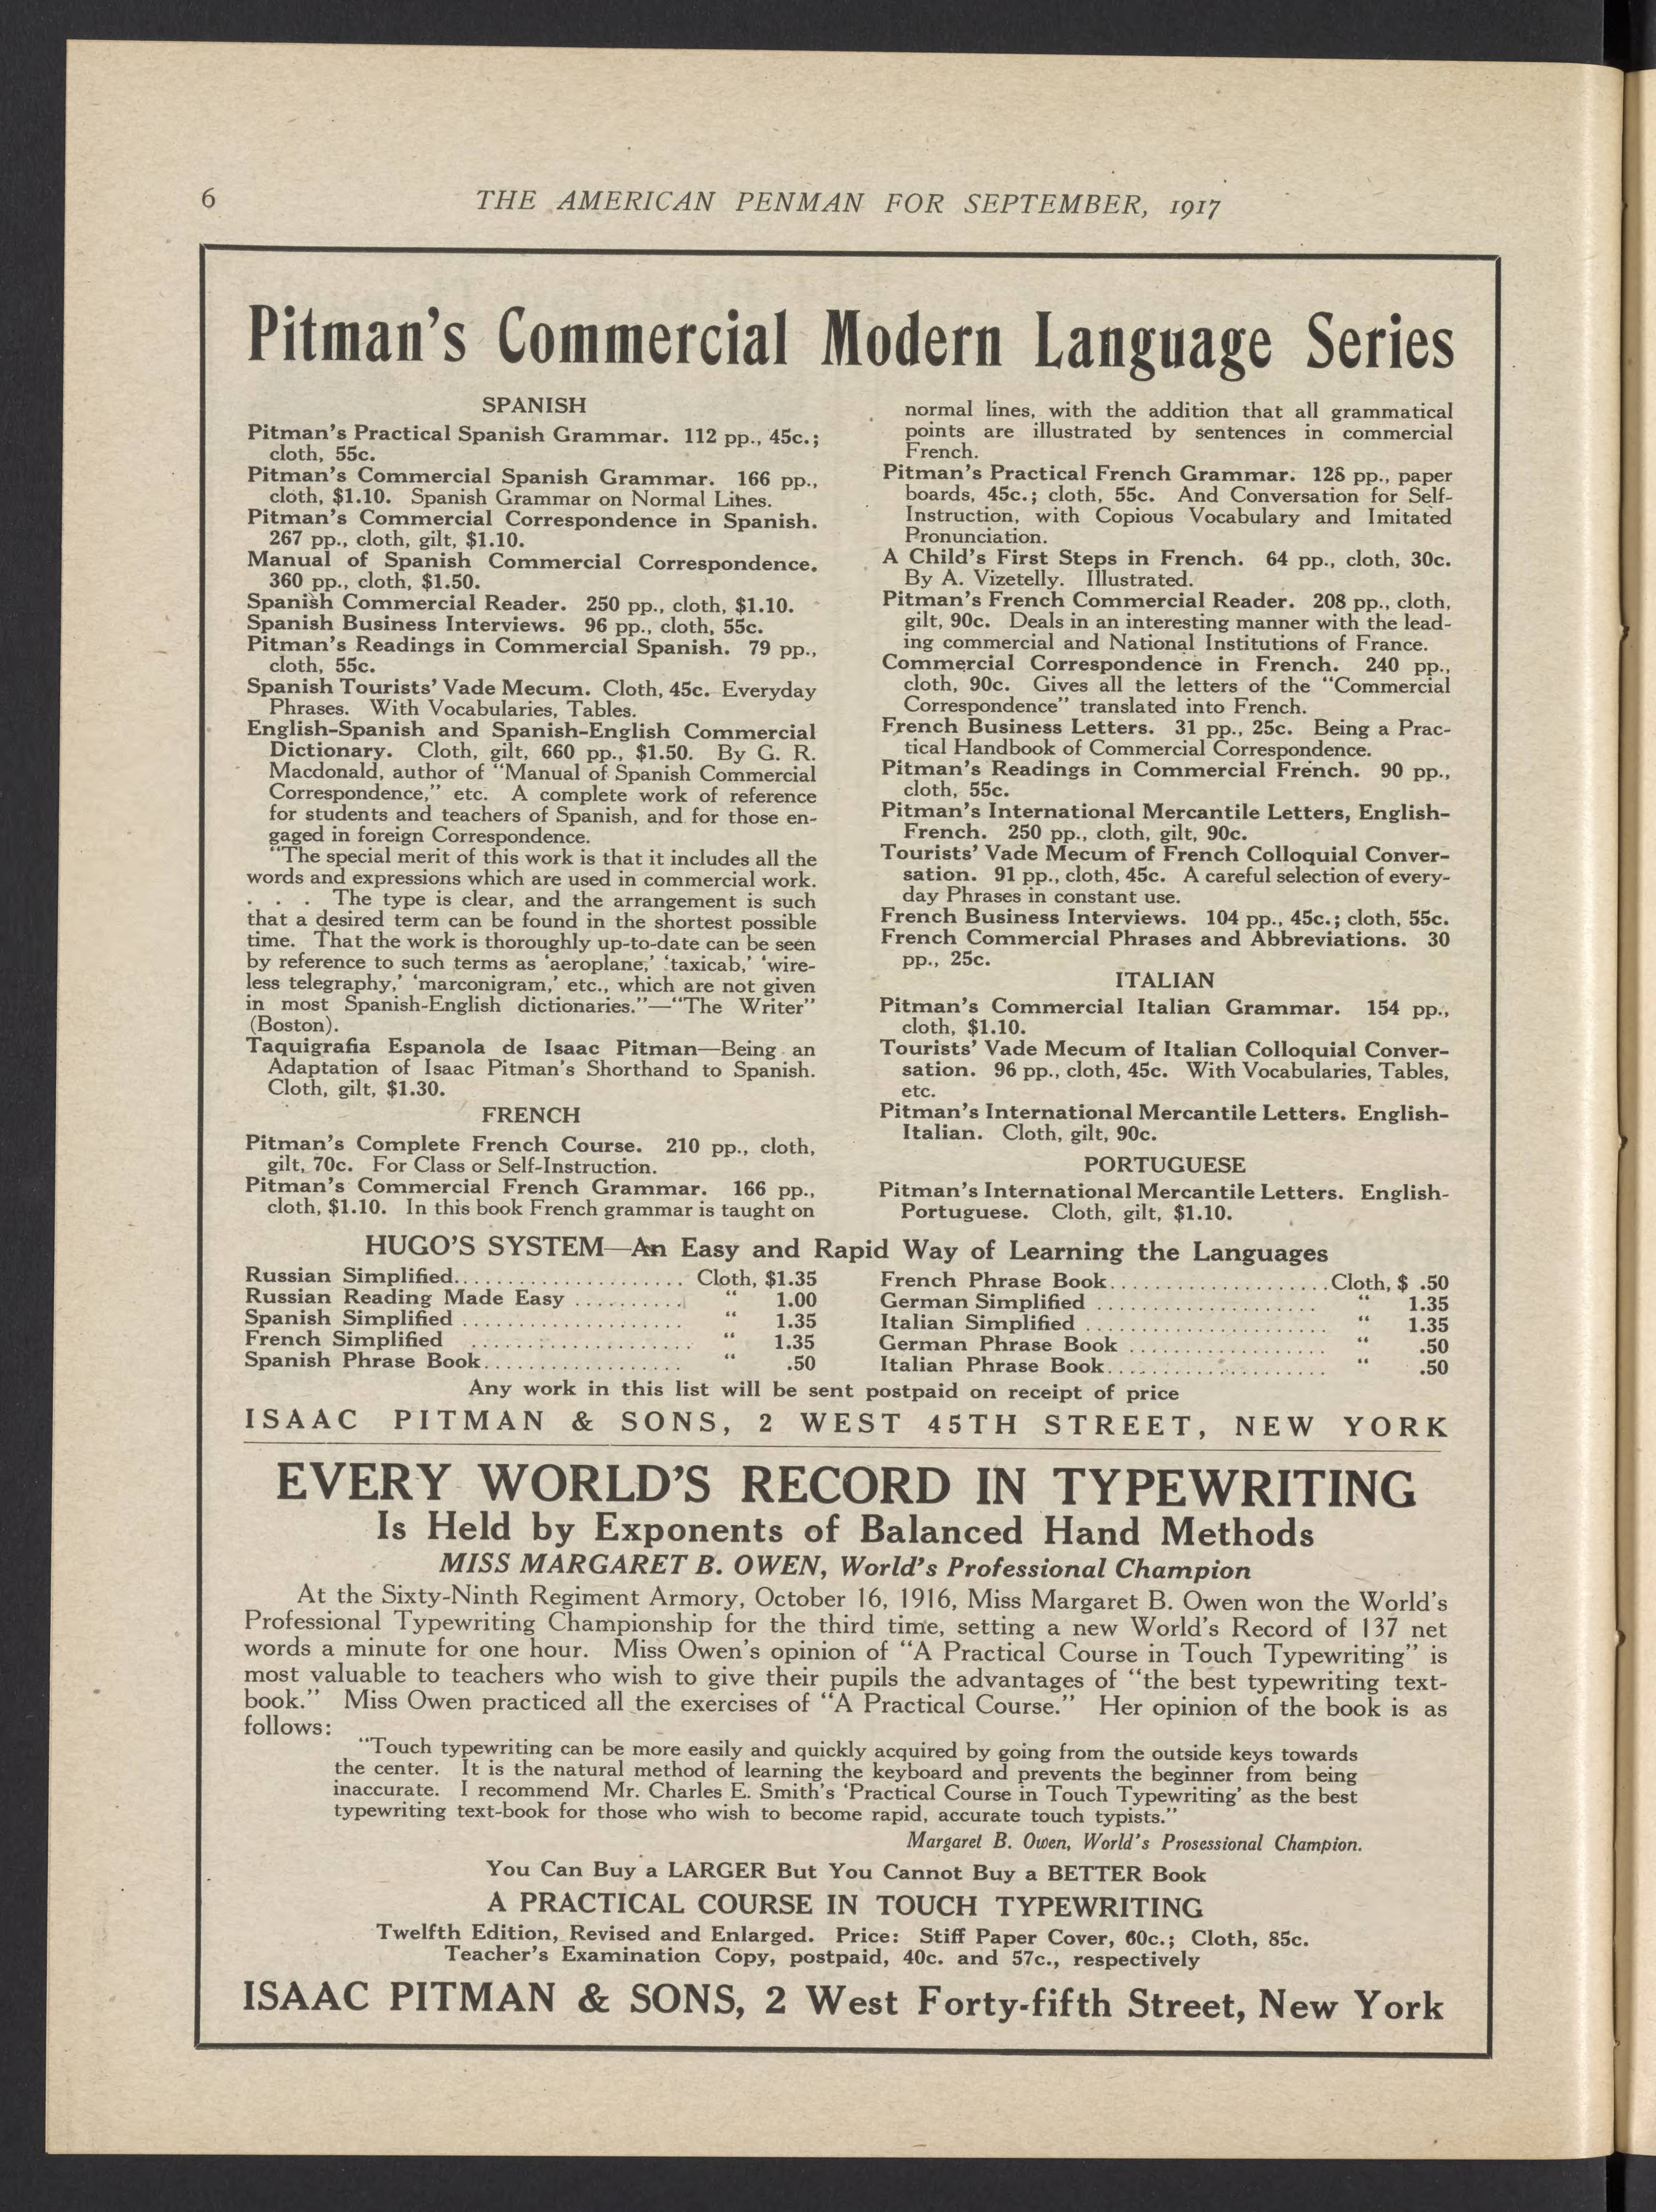 6
THE AMERICAN PENMAN FOR SEPTEMBER, 1917
Pitman's Commercial Modern Language Series
SPANISH
Pitman's Practical Spanish Grammar. 112 pp., 45c.;
cloth, 55c.
Pitman's Commercial Spanish Grammar. 166 pp.,
cloth, $1.10. Spanish Grammar on Normal Lines.
Pitman's Commercial Correspondence in Spanish.
267 pp., cloth, gilt, $1.10.
Manual of Spanish Commercial Correspondence.
360 pp., cloth, $1.50.
Spanish Commercial Reader. 250 pp., cloth, $1.10.
Spanish Business Interviews. 96 pp., cloth, 55c.
Pitman's Readings in Commercial Spanish. 79 pp.,
cloth, 55c.
Spanish Tourists' Vade Mecum. Cloth, 45c. Everyday
Phrases. With Vocabularies, Tables.
English-Spanish and Spanish-English Commercial
Dictionary. Cloth, gilt, 660 pp., $1.50. By G. R.
Macdonald, author of "Manual of Spanish Commercial
Correspondence," etc. A complete work of reference
for students and teachers of Spanish, and for those en-
gaged in foreign Correspondence.
"The special merit of this work is that it includes all the
words and expressions which are used in commercial work.
. . . The type is clear, and the arrangement is such
that a desired term can be found in the shortest possible
time. That the work is thoroughly up-to-date can be seen
by reference to such terms as 'aeroplane,' 'taxicab,' 'wire-
less telegraphy,' 'marconigram,' etc., which are not given
in most Spanish-English dictionaries."—"The Writer"
(Boston).
Taquigrafia Espanola de Isaac Pitman—Being an
Adaptation of Isaac Pitman's Shorthand to Spanish.
Cloth, gilt, $1.30.
FRENCH
Pitman's Complete French Course. 210 pp., cloth,
gilt, 70c. For Class or Self-Instruction.
Pitman's Commercial French Grammar. 166 pp.,
cloth, $1.10. In this book French grammar is taught on
normal lines, with the addition that all grammatical
points are illustrated by sentences in commercial
French.
Pitman's Practical French Grammar. 128 pp., paper
boards, 45c.; cloth, 55c. And Conversation for Self-
Instruction, with Copious Vocabulary and Imitated
Pronunciation.
A Child's First Steps in French. 64 pp., cloth, 30c.
By A. Vizetelly. Illustrated.
Pitman's French Commercial Reader. 208 pp., cloth,
gilt, 90c. Deals in an interesting manner with the lead-
ing commercial and National Institutions of France.
Commercial Correspondence in French. 240 pp.,
cloth, 90c. Gives all the letters of the "Commercial
Correspondence" translated into French.
French Business Letters. 31 pp., 25c. Being a Prac-
tical Handbook of Commercial Correspondence.
Pitman's Readings in Commercial French. 90 pp.,
cloth, 55c.
Pitman's International Mercantile Letters, English-
French. 250 pp., cloth, gilt, 90c.
Tourists' Vade Mecum of French Colloquial Conver-
sation. 91 pp., cloth, 45c. A careful selection of every-
day Phrases in constant use.
French Business Interviews. 104 pp., 45c.; cloth, 55c.
French Commercial Phrases and Abbreviations. 30
pp., 25c.
ITALIAN
Pitman's Commercial Italian Grammar. 154 pp.,
cloth, $1.10.
Tourists' Vade Mecum of Italian Colloquial Conver-
sation. 96 pp., cloth, 45c. With Vocabularies, Tables,
etc.
Pitman's International Mercantile Letters. English-
Italian. Cloth, gilt, 90c.
PORTUGUESE
Pitman's International Mercantile Letters. English-
Portuguese. Cloth, gilt, $1.10.
HUGO'S SYSTEM—An Easy and Rapid Way of Learning the Languages
Russian Simplified..................... Cloth, $1.35
Russian Reading Made Easy .......... " 1.00
Spanish Simplified .................... " 1.35
French Simplified .................... " 1.35
Spanish Phrase Book.................. " .50
French Phrase Book....................Cloth, $ .50
German Simplified .................... " 1.35
Italian Simplified ...................... " 1.35
German Phrase Book .................. " .50
Italian Phrase Book.................... " .50
Any work in this list will be sent postpaid on receipt of price
ISAAC PITMAN & SONS, 2 WEST 45TH STREET, NEW YORK
EVERY WORLD'S RECORD IN TYPEWRITING
Is Held by Exponents of Balanced Hand Methods
MISS MARGARET B. OWEN, World's Professional Champion
At the Sixty-Ninth Regiment Armory, October 16, 1916, Miss Margaret B. Owen won the World's
Professional Typewriting Championship for the third time, setting a new World's Record of 137 net
words a minute for one hour. Miss Owen's opinion of "A Practical Course in Touch Typewriting" is
most valuable to teachers who wish to give their pupils the advantages of "the best typewriting text-
book." Miss Owen practiced all the exercises of "A Practical Course." Her opinion of the book is as
follows:
"Touch typewriting can be more easily and quickly acquired by going from the outside keys towards
the center. It is the natural method of learning the keyboard and prevents the beginner from being
inaccurate. I recommend Mr. Charles E. Smith's 'Practical Course in Touch Typewriting' as the best
typewriting text-book for those who wish to become rapid, accurate touch typists."
Margaret B. Owen, World's Prosessional Champion.
You Can Buy a LARGER But You Cannot Buy a BETTER Book
A PRACTICAL COURSE IN TOUCH TYPEWRITING
Twelfth Edition, Revised and Enlarged. Price: Stiff Paper Cover, 60c.; Cloth, 85c.
Teacher's Examination Copy, postpaid, 40c. and 57c., respectively
ISAAC PITMAN & SONS, 2 West Forty-fifth Street, New York